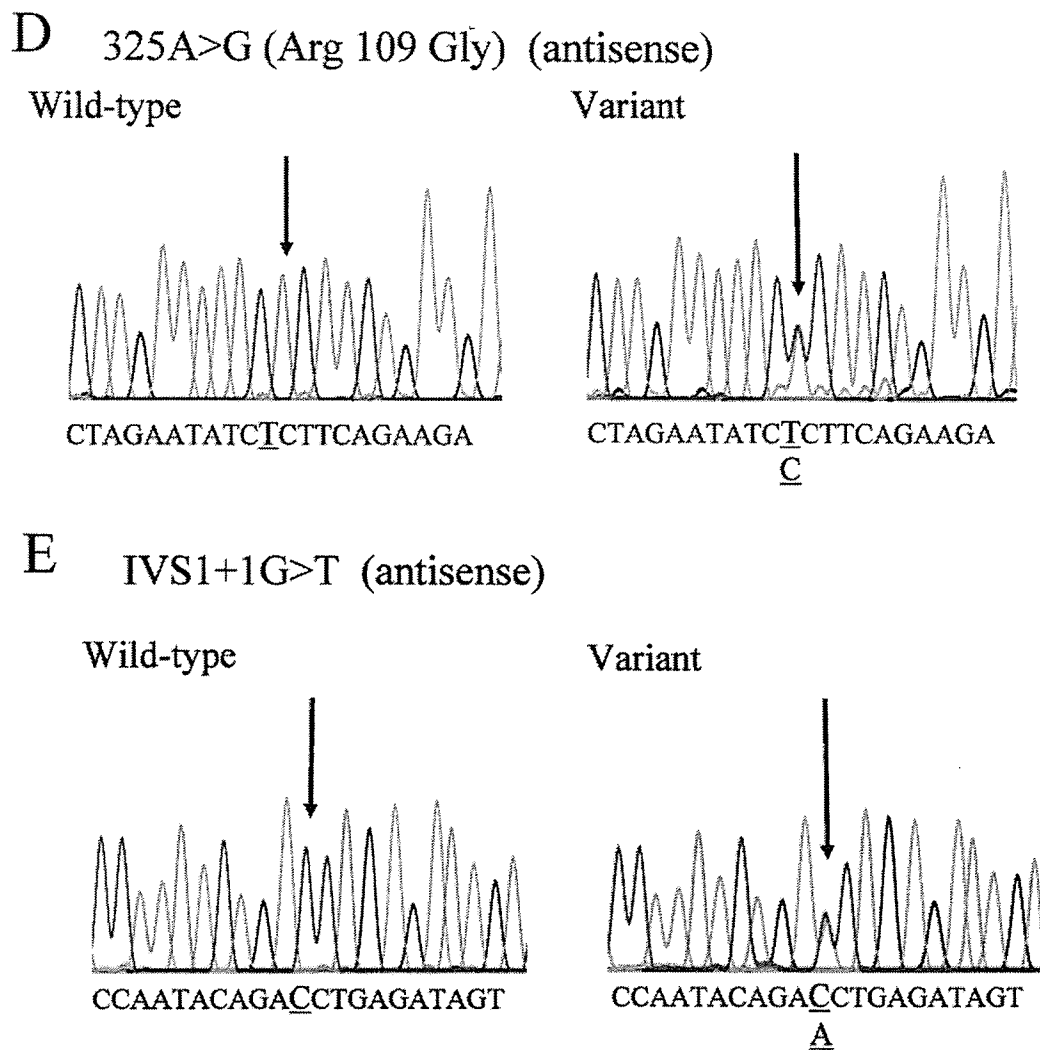 D 325A>G (Arg 109 Gly) (antisense)
Wild-type Variant
CTAGAATATCTCTTCAGAAGA CTAGAATATCTCTTCAGAAGA
C
E IVS1+1G>T (antisense)
Wild-type Variant
CCAATACAGACCTGAGATAGT CCAATACAGACCTGAGATAGT
A